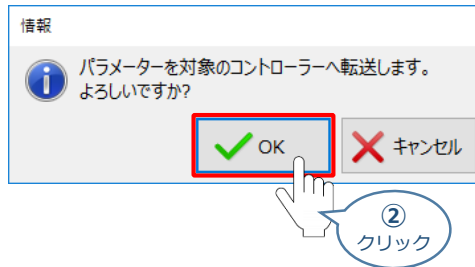 情報
パラメーターを対象のコントローラーへ転送します。
よろしいですか?
OK
キャンセル
②
クリック